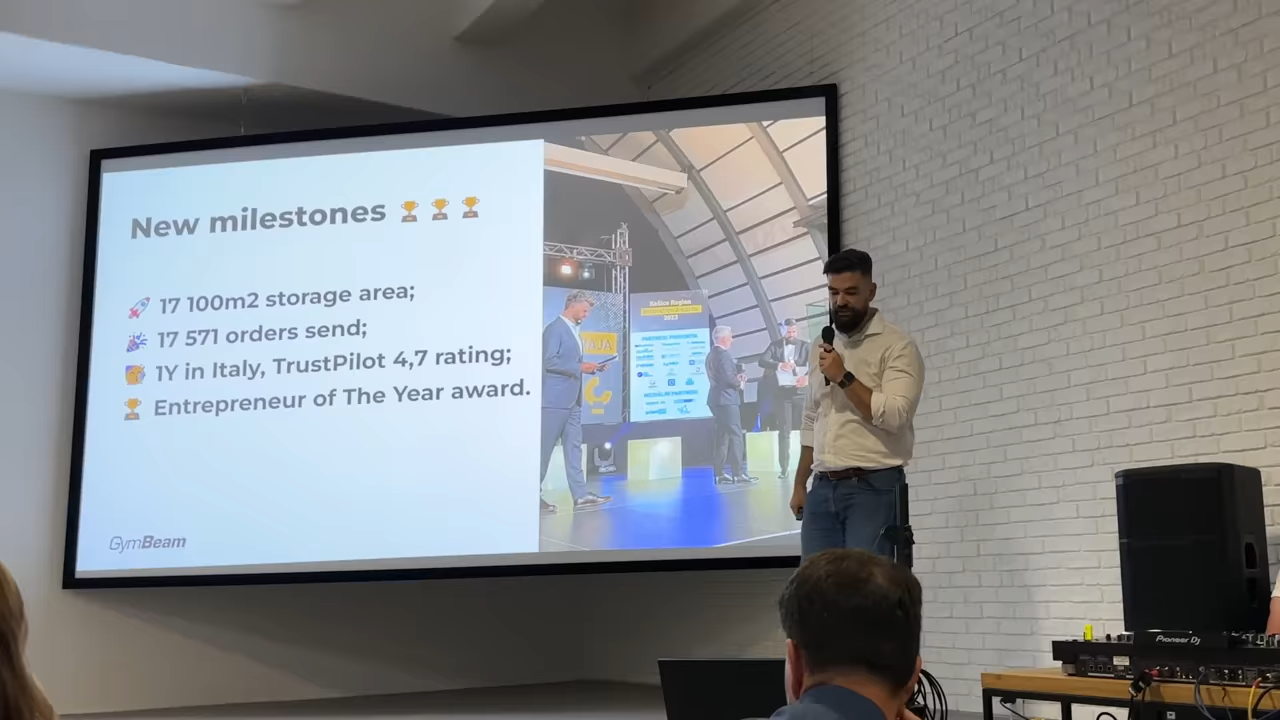 New milestones 🏆🏆🏆
🚀 17 100m2 storage area;
🎉 17 571 orders send;
🥳 1Y in Italy, TrustPilot 4,7 rating;
🏆 Entrepreneur of The Year award.
GymBeam
Košice Region
2023
Pioneer Dj